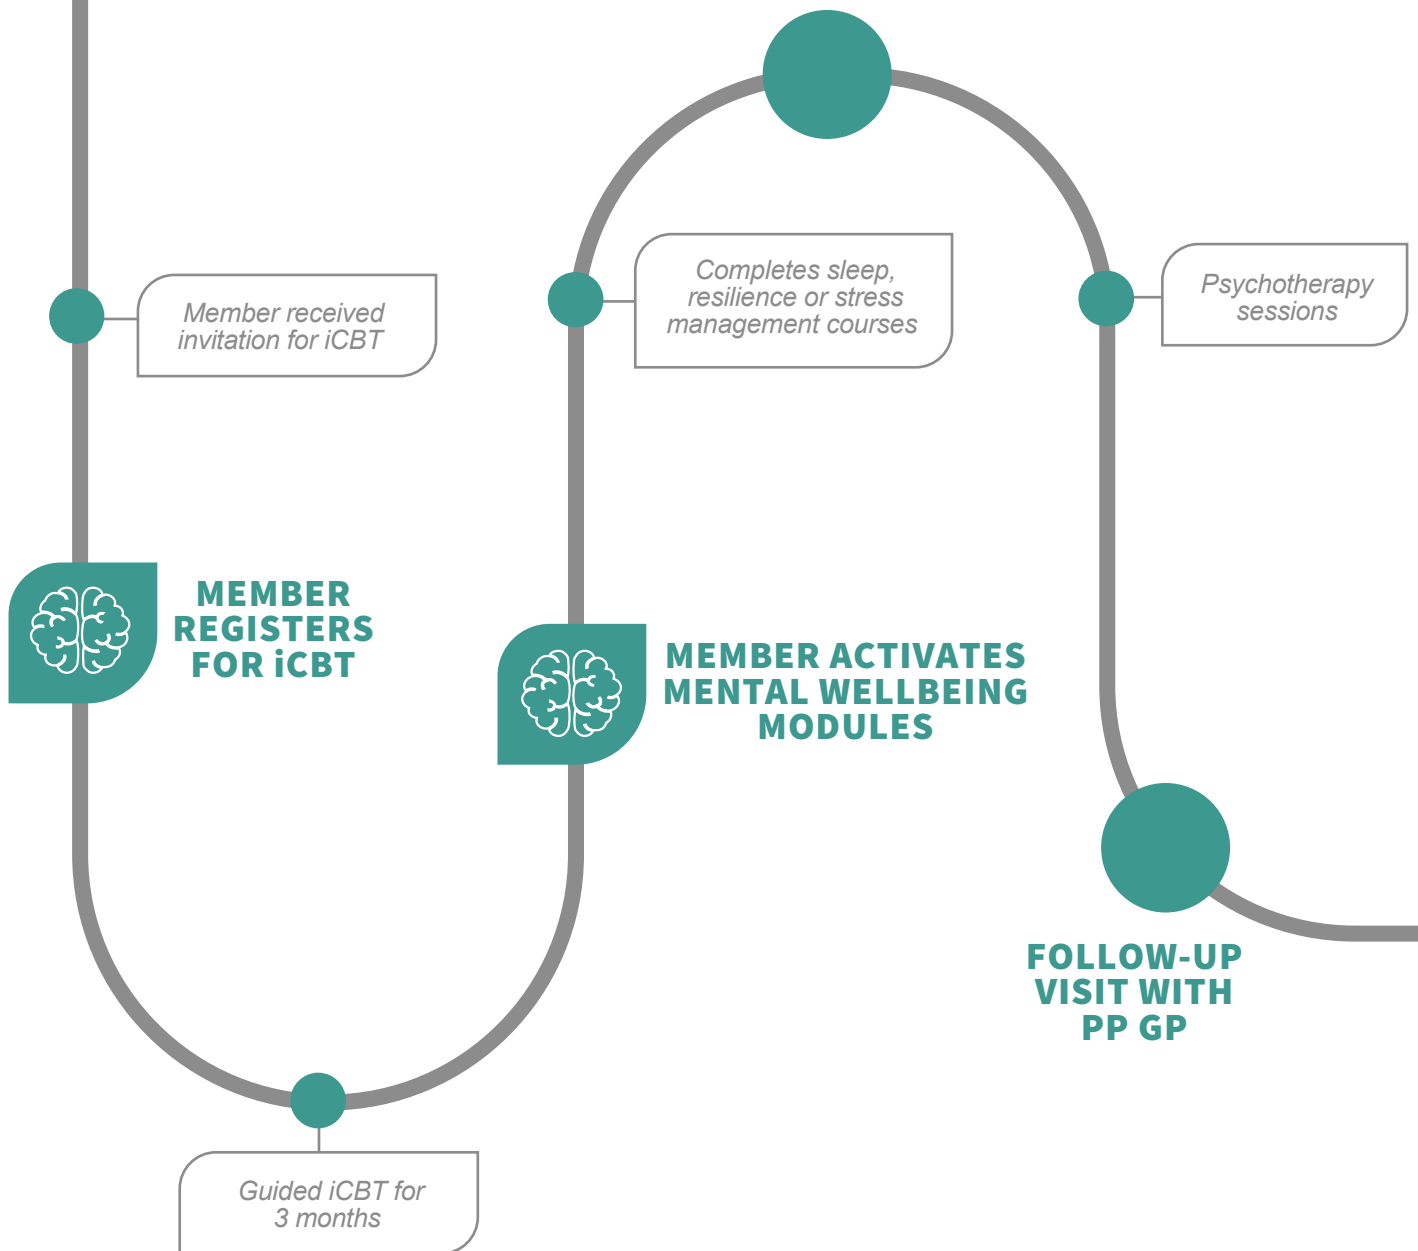 Member received
invitation for iCBT
MEMBER
REGISTERS
FOR iCBT
Guided iCBT for
3 months
MEMBER ACTIVATES
MENTAL WELLBEING
MODULES
Completes sleep,
resilience or stress
management courses
Psychotherapy
sessions
FOLLOW-UP
VISIT WITH
PP GP